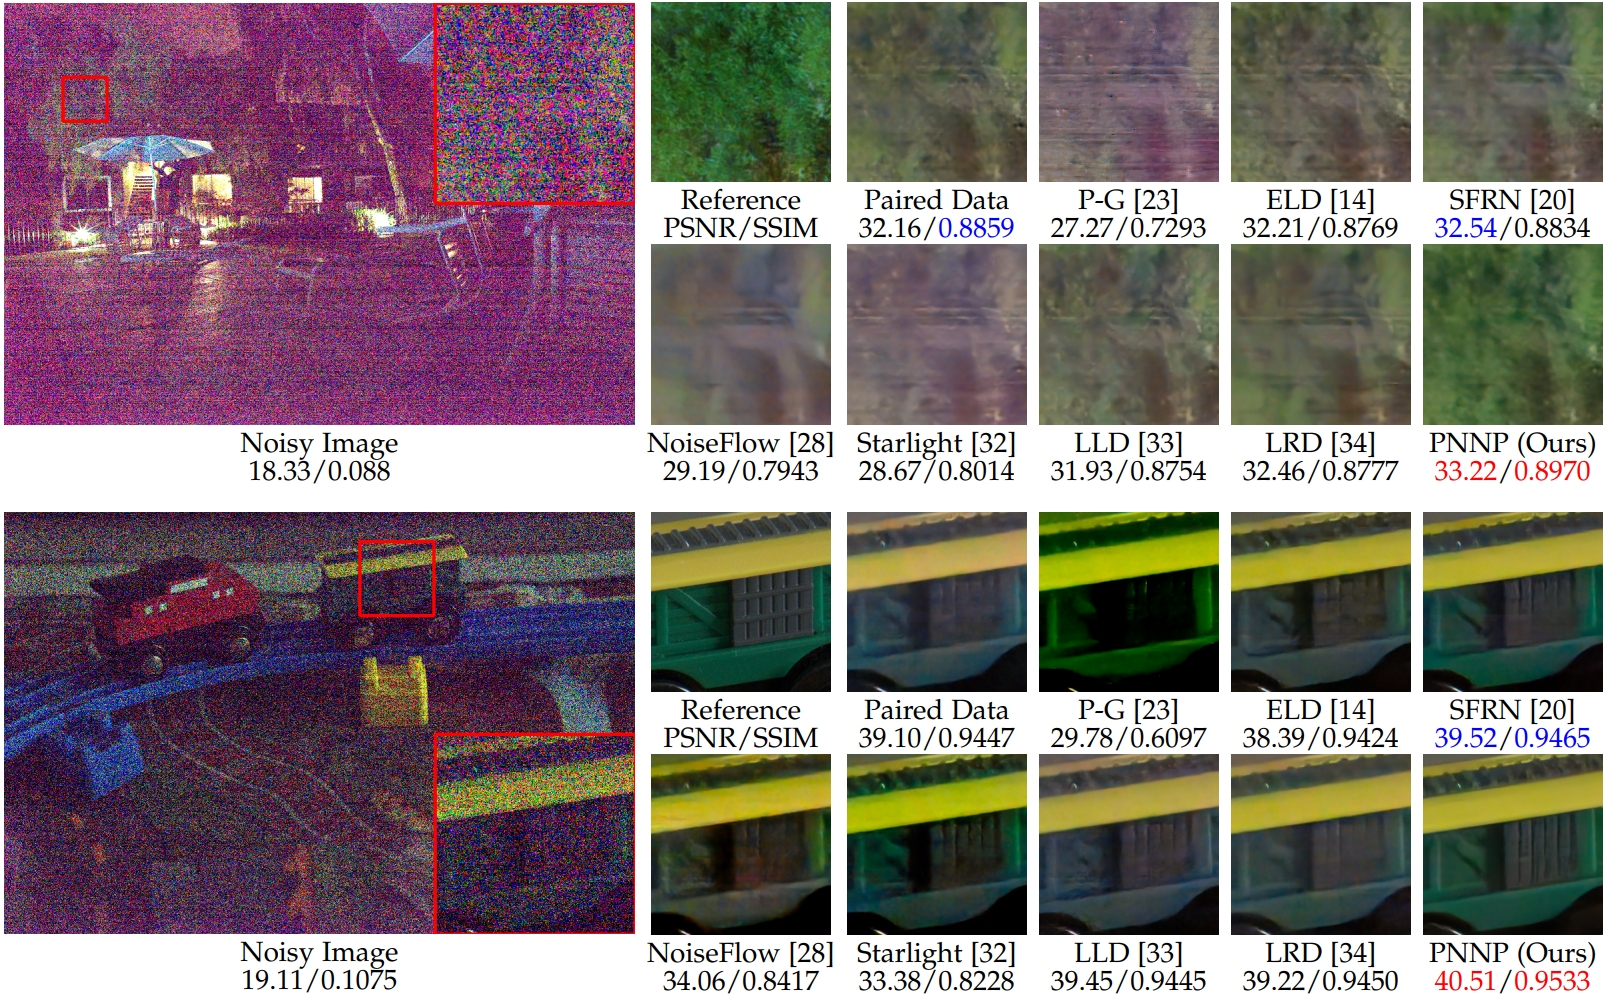 Reference Paired Data P-G [23] ELD [14] SFRN [20]
PSNR/SSIM 32.16/0.8859 27.27/0.7293 32.21/0.8769 32.54/0.8834
Noisy Image NoiseFlow [28] Starlight [32] LLD [33] LRD [34] PNNP (Ours)
18.33/0.088 29.19/0.7943 28.67/0.8014 31.93/0.8754 32.46/0.8777 33.22/0.8970
Reference Paired Data P-G [23] ELD [14] SFRN [20]
PSNR/SSIM 39.10/0.9447 29.78/0.6097 38.39/0.9424 39.52/0.9465
Noisy Image NoiseFlow [28] Starlight [32] LLD [33] LRD [34] PNNP (Ours)
19.11/0.1075 34.06/0.8417 33.38/0.8228 39.45/0.9445 39.22/0.9450 40.51/0.9533